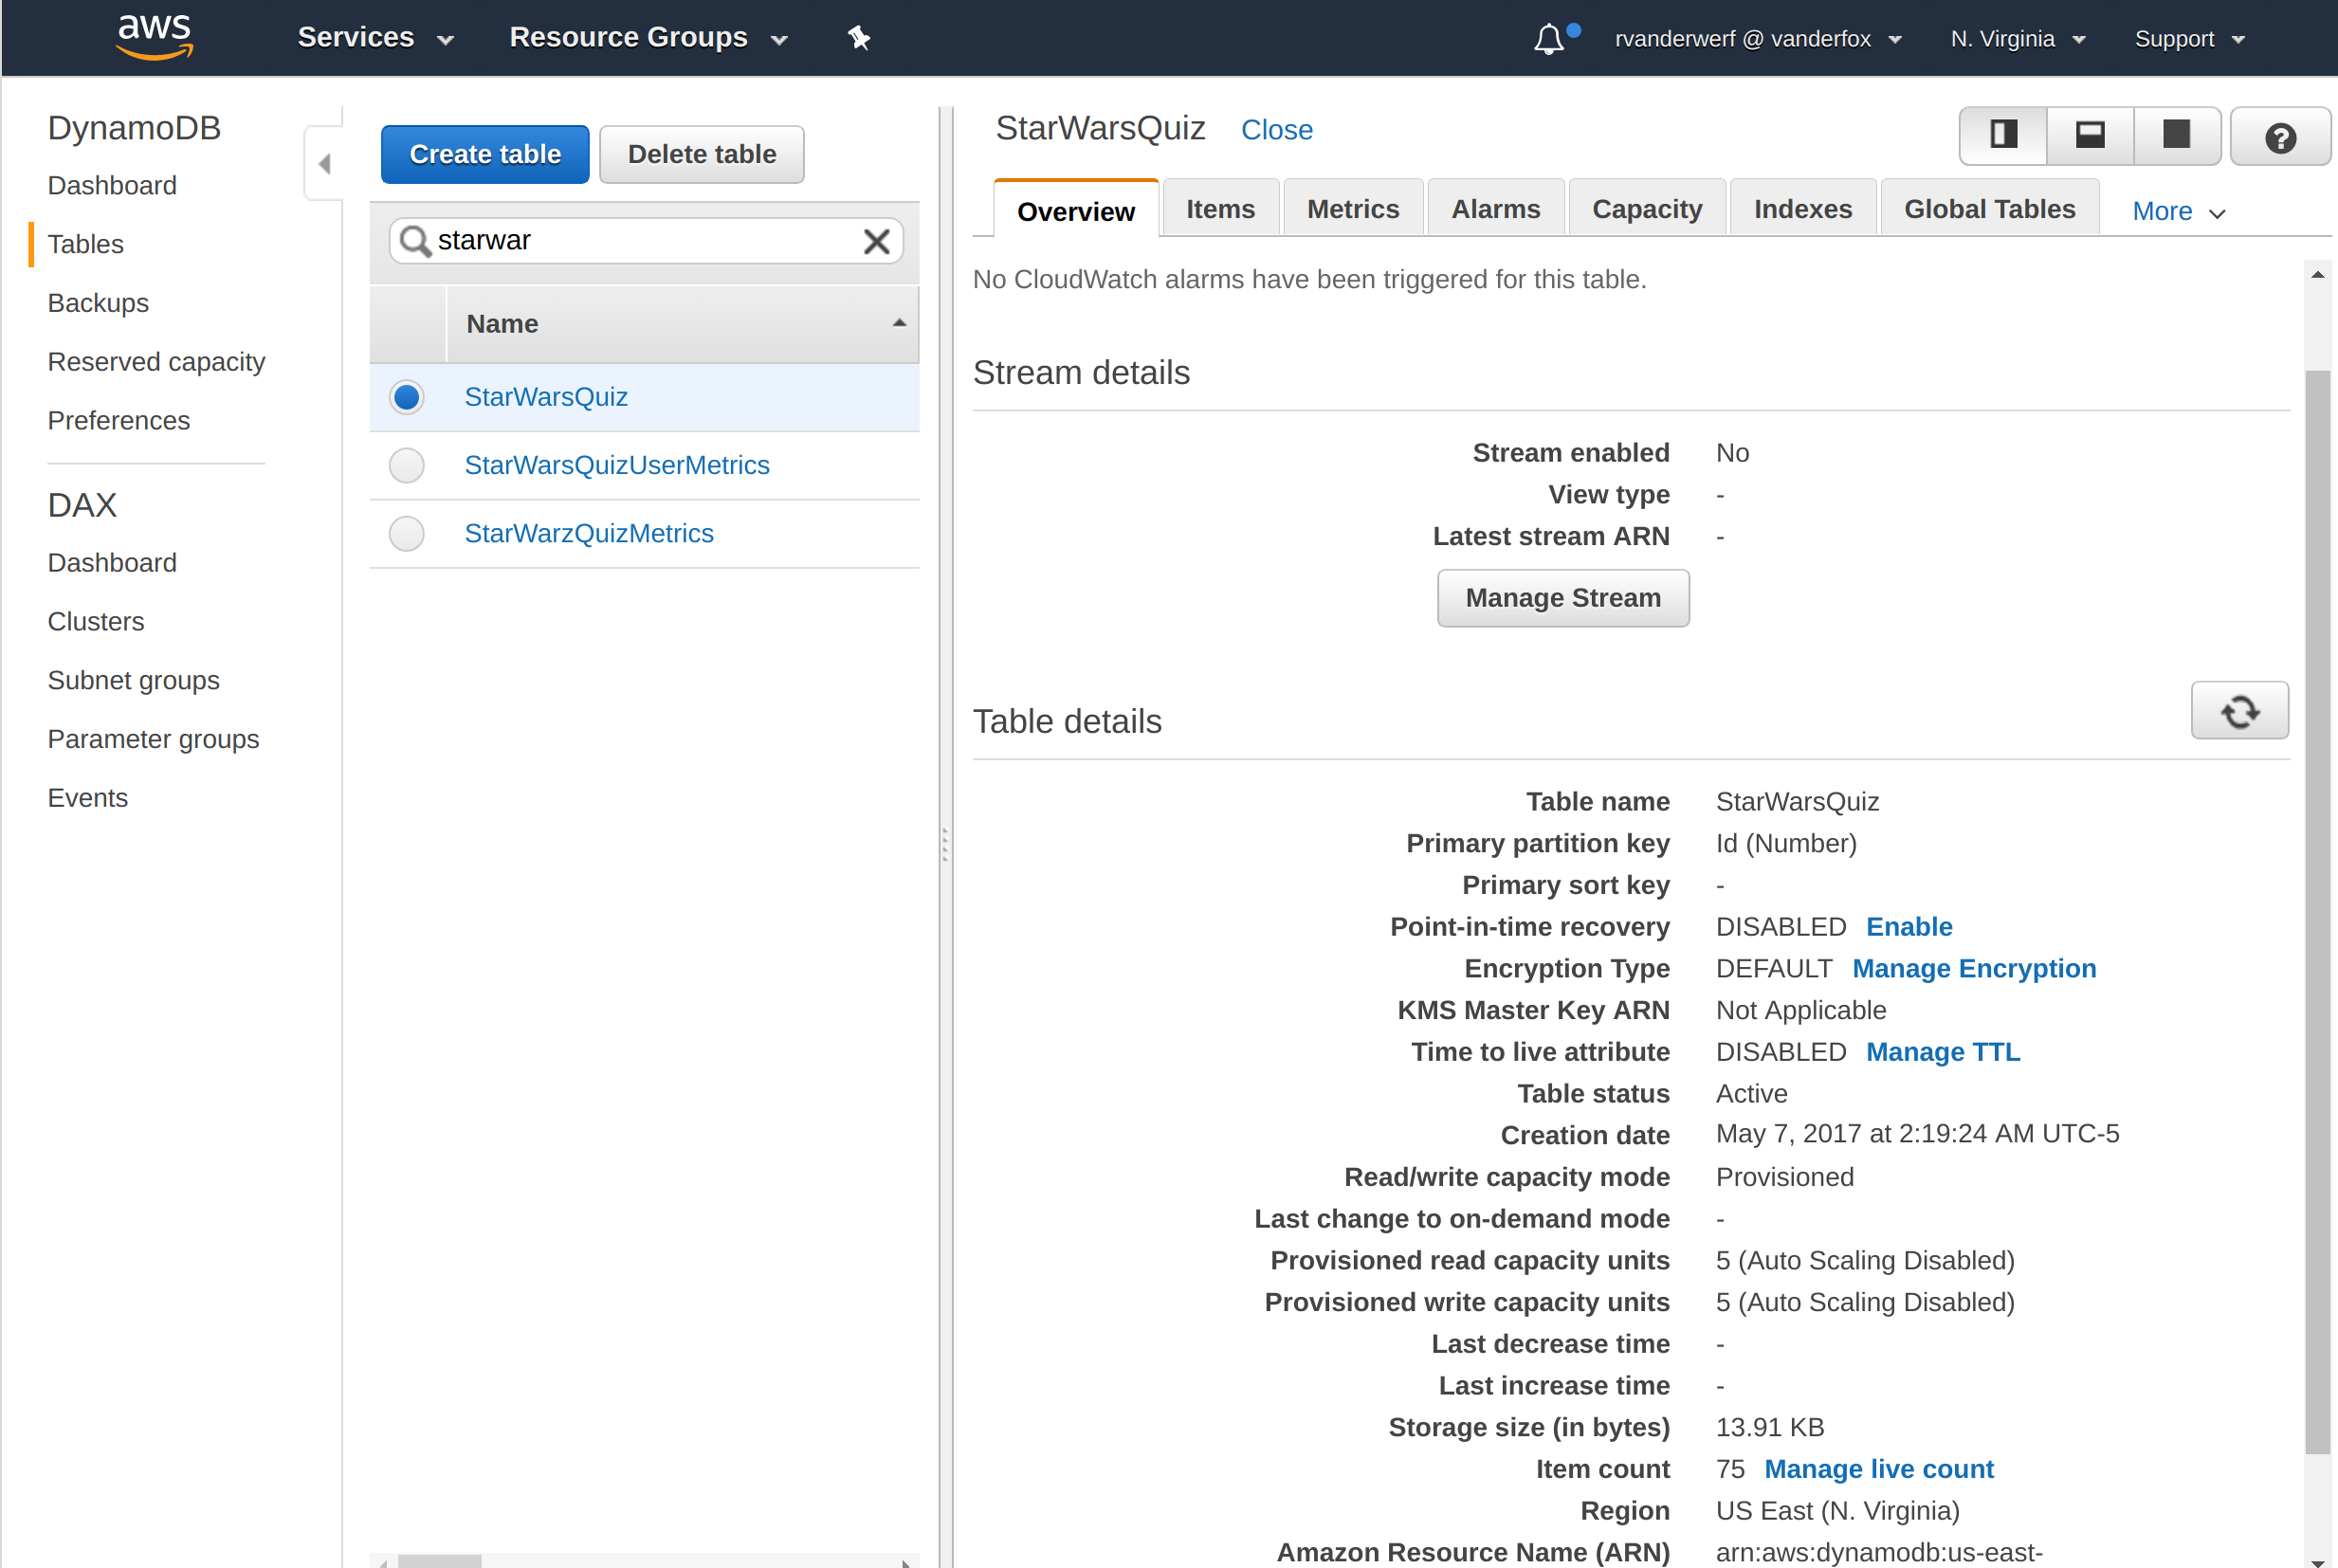 aws Services Resource Groups rvanderwerf @ vanderfox N. Virginia Support
DynamoDB
Dashboard
Tables
Backups
Reserved capacity
Preferences
DAX
Dashboard
Clusters
Subnet groups
Parameter groups
Events
Create table Delete table
starwar
Name
StarWarsQuiz
StarWarsQuizUserMetrics
StarWarzQuizMetrics
StarWarsQuiz Close
Overview Items Metrics Alarms Capacity Indexes Global Tables More
No CloudWatch alarms have been triggered for this table.
Stream details
Stream enabled No
View type -
Latest stream ARN -
Manage Stream
Table details
Table name StarWarsQuiz
Primary partition key Id (Number)
Primary sort key -
Point-in-time recovery DISABLED Enable
Encryption Type DEFAULT Manage Encryption
KMS Master Key ARN Not Applicable
Time to live attribute DISABLED Manage TTL
Table status Active
Creation date May 7, 2017 at 2:19:24 AM UTC-5
Read/write capacity mode Provisioned
Last change to on-demand mode -
Provisioned read capacity units 5 (Auto Scaling Disabled)
Provisioned write capacity units 5 (Auto Scaling Disabled)
Last decrease time -
Last increase time -
Storage size (in bytes) 13.91 KB
Item count 75 Manage live count
Region US East (N. Virginia)
Amazon Resource Name (ARN) arn:aws:dynamodb:us-east-